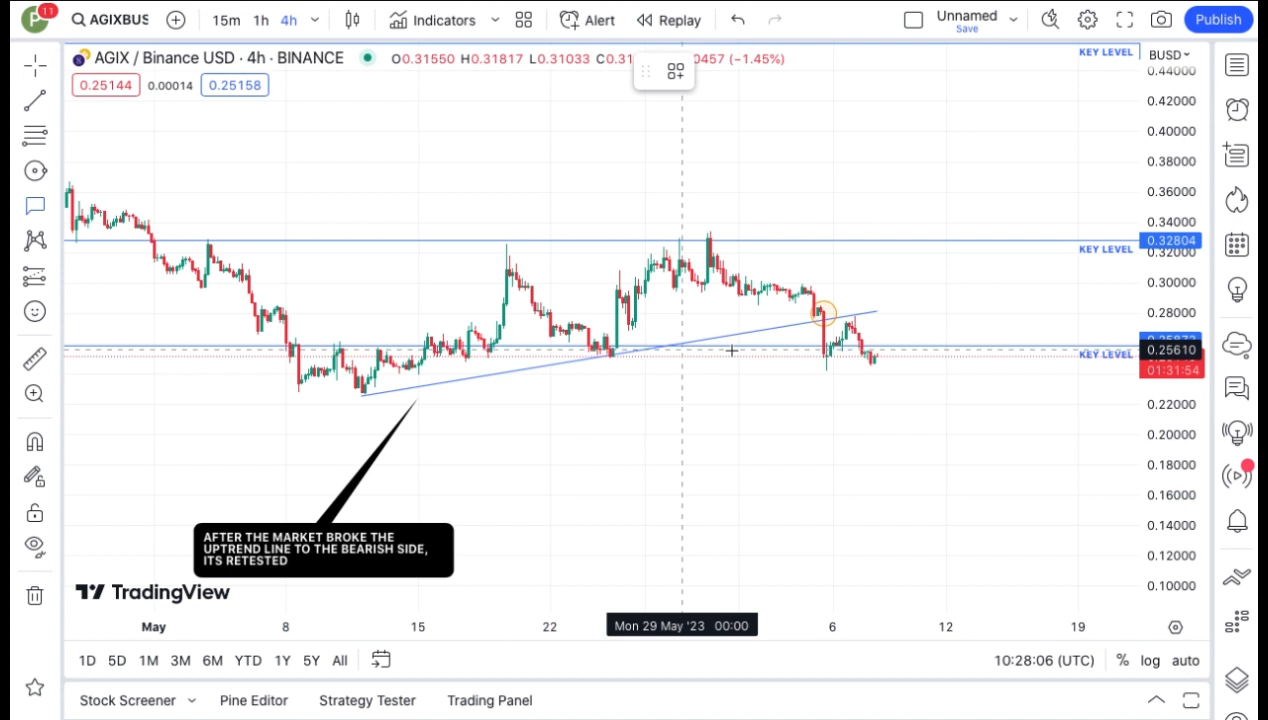 P 11 AGIXBUS 15m 1h 4h Indicators Alert Replay Unnamed Save Publish
AGIX / Binance USD · 4h · BINANCE O0.31550 H0.31817 L0.31033 (−1.45%)
0.25144 0.00014 0.25158
KEY LEVEL
BUSD
0.44000
0.42000
0.40000
0.38000
0.36000
0.34000
0.32804
KEY LEVEL
0.32000
0.30000
0.28000
0.25610
KEY LEVEL
01:31:54
0.22000
0.20000
0.18000
0.16000
0.14000
0.12000
0.10000
AFTER THE MARKET BROKE THE
UPTREND LINE TO THE BEARISH SIDE,
ITS RETESTED
TradingView
May 8 15 22 Mon 29 May '23 00:00 6 12 19
1D 5D 1M 3M 6M YTD 1Y 5Y All 10:28:06 (UTC) % log auto
Stock Screener Pine Editor Strategy Tester Trading Panel